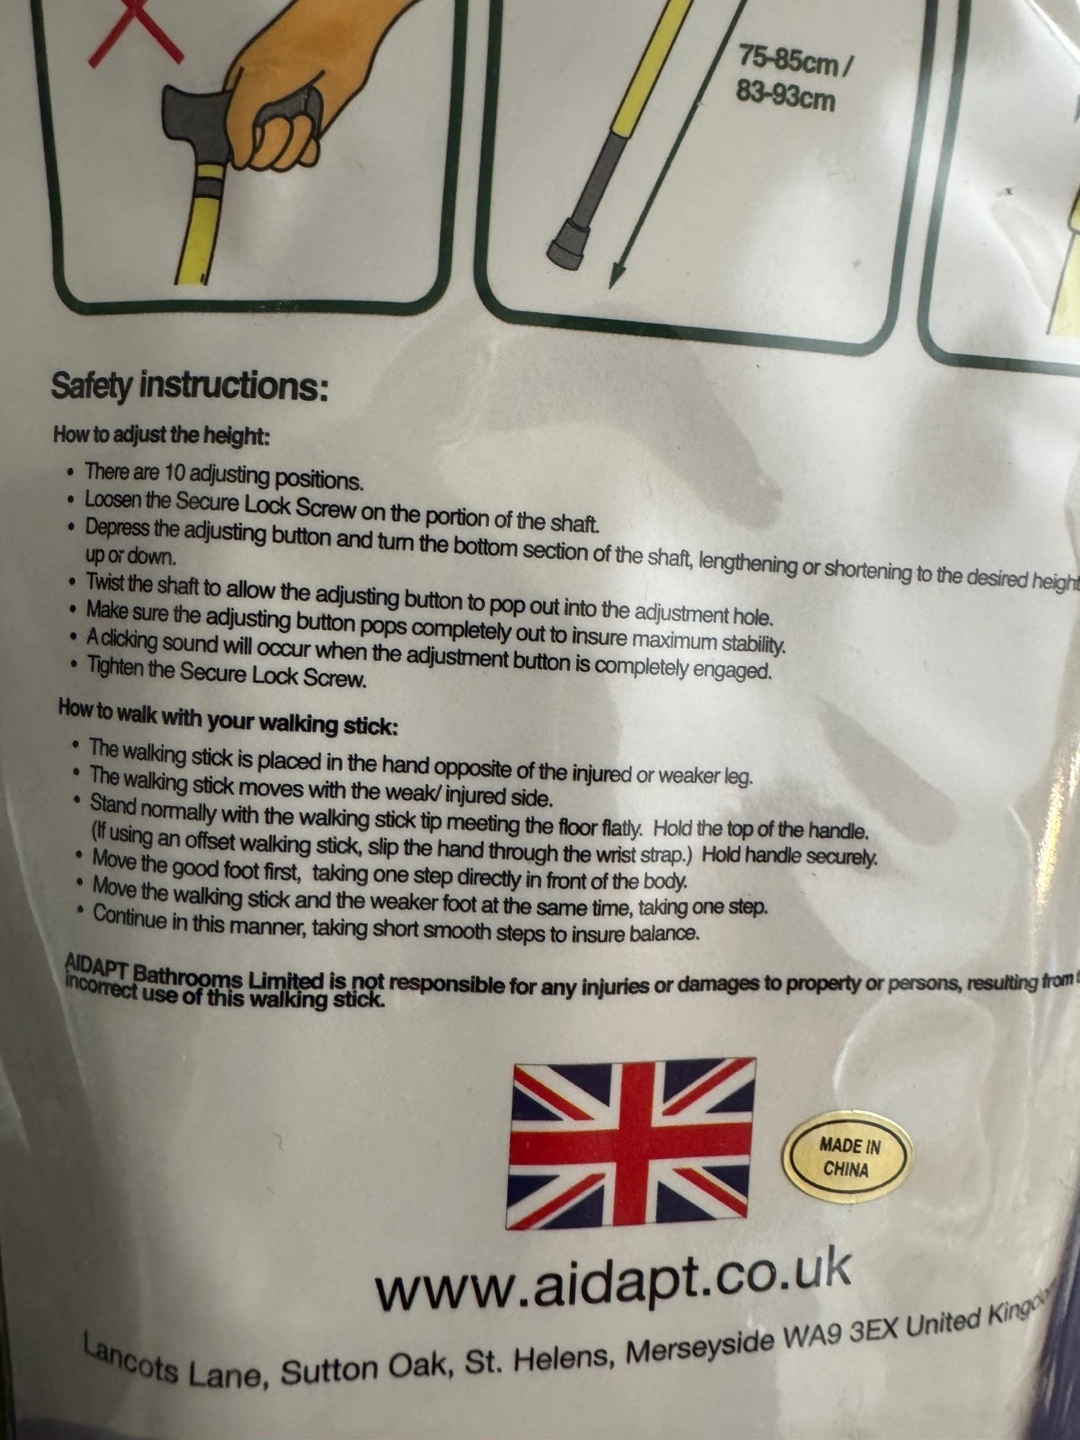 75-85cm /
83-93cm
Safety instructions:
How to adjust the height:
• There are 10 adjusting positions.
• Loosen the Secure Lock Screw on the portion of the shaft.
• Depress the adjusting button and turn the bottom section of the shaft, lengthening or shortening to the desired height
up or down.
• Twist the shaft to allow the adjusting button to pop out into the adjustment hole.
• Make sure the adjusting button pops completely out to insure maximum stability.
• A clicking sound will occur when the adjustment button is completely engaged.
• Tighten the Secure Lock Screw.
How to walk with your walking stick:
• The walking stick is placed in the hand opposite of the injured or weaker leg.
• The walking stick moves with the weak/ injured side.
• Stand normally with the walking stick tip meeting the floor flatly. Hold the top of the handle.
(If using an offset walking stick, slip the hand through the wrist strap.) Hold handle securely.
• Move the good foot first, taking one step directly in front of the body.
• Move the walking stick and the weaker foot at the same time, taking one step.
• Continue in this manner, taking short smooth steps to insure balance.
AIDAPT Bathrooms Limited is not responsible for any injuries or damages to property or persons, resulting from
incorrect use of this walking stick.
MADE IN
CHINA
www.aidapt.co.uk
Lancots Lane, Sutton Oak, St. Helens, Merseyside WA9 3EX United Kingdo